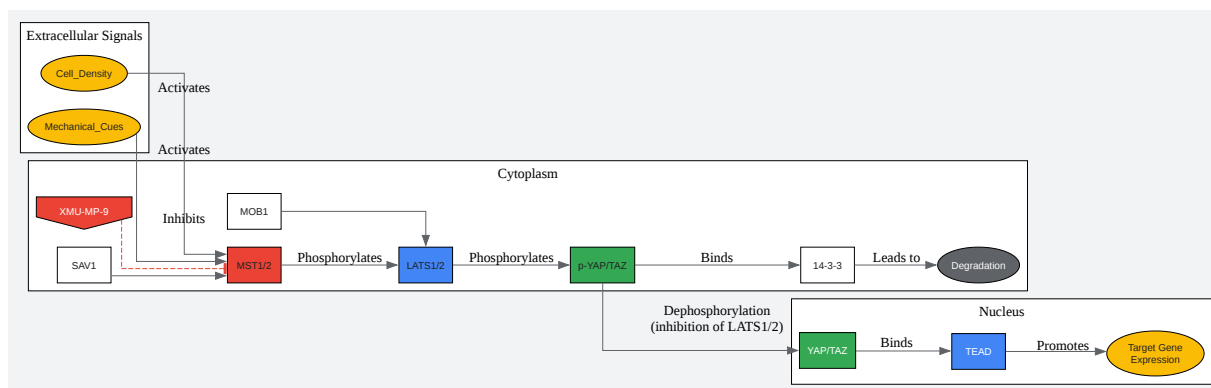 Extracellular Signals
Cell_Density
Activates
Mechanical_Cues
Activates
Cytoplasm
XMU-MP-9
Inhibits
MOB1
SAV1
MST1/2
Phosphorylates
LATS1/2
Phosphorylates
p-YAP/TAZ
Binds
14-3-3
Leads to
Degradation
Dephosphorylation
(inhibition of LATS1/2)
Nucleus
YAP/TAZ
Binds
TEAD
Promotes
Target Gene
Expression